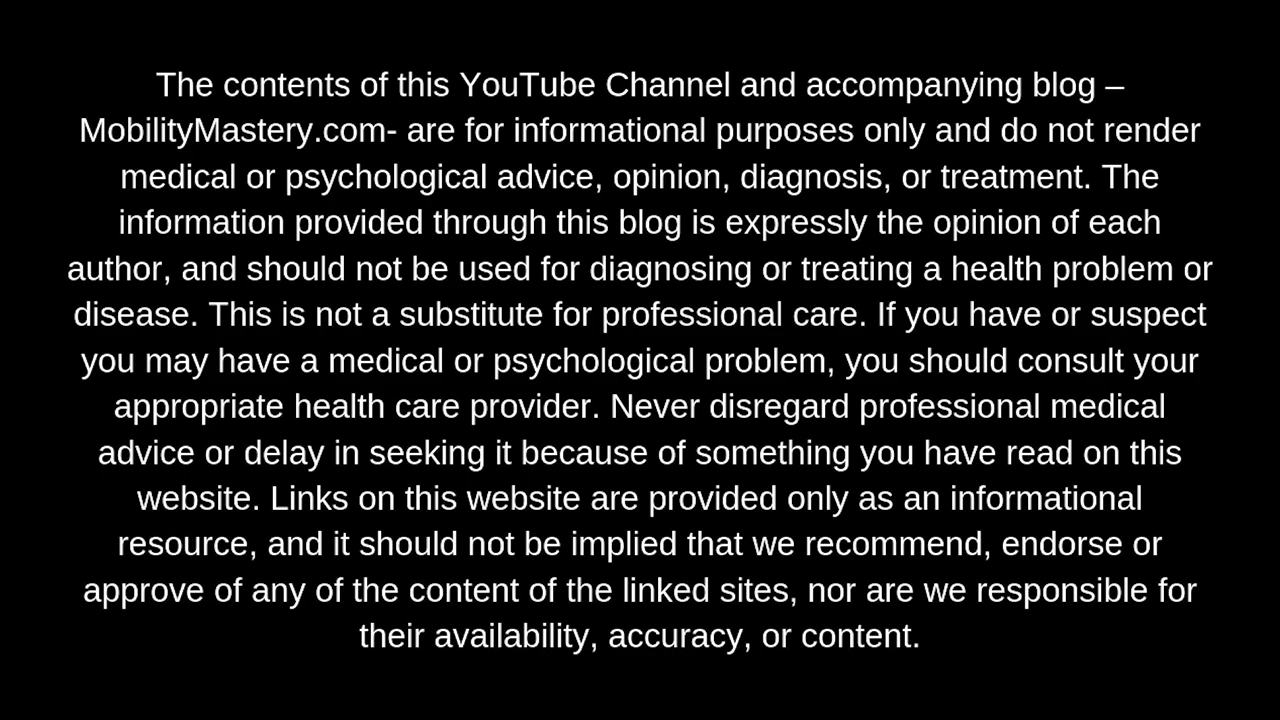 The contents of this YouTube Channel and accompanying blog –
MobilityMastery.com- are for informational purposes only and do not render
medical or psychological advice, opinion, diagnosis, or treatment. The
information provided through this blog is expressly the opinion of each
author, and should not be used for diagnosing or treating a health problem or
disease. This is not a substitute for professional care. If you have or suspect
you may have a medical or psychological problem, you should consult your
appropriate health care provider. Never disregard professional medical
advice or delay in seeking it because of something you have read on this
website. Links on this website are provided only as an informational
resource, and it should not be implied that we recommend, endorse or
approve of any of the content of the linked sites, nor are we responsible for
their availability, accuracy, or content.